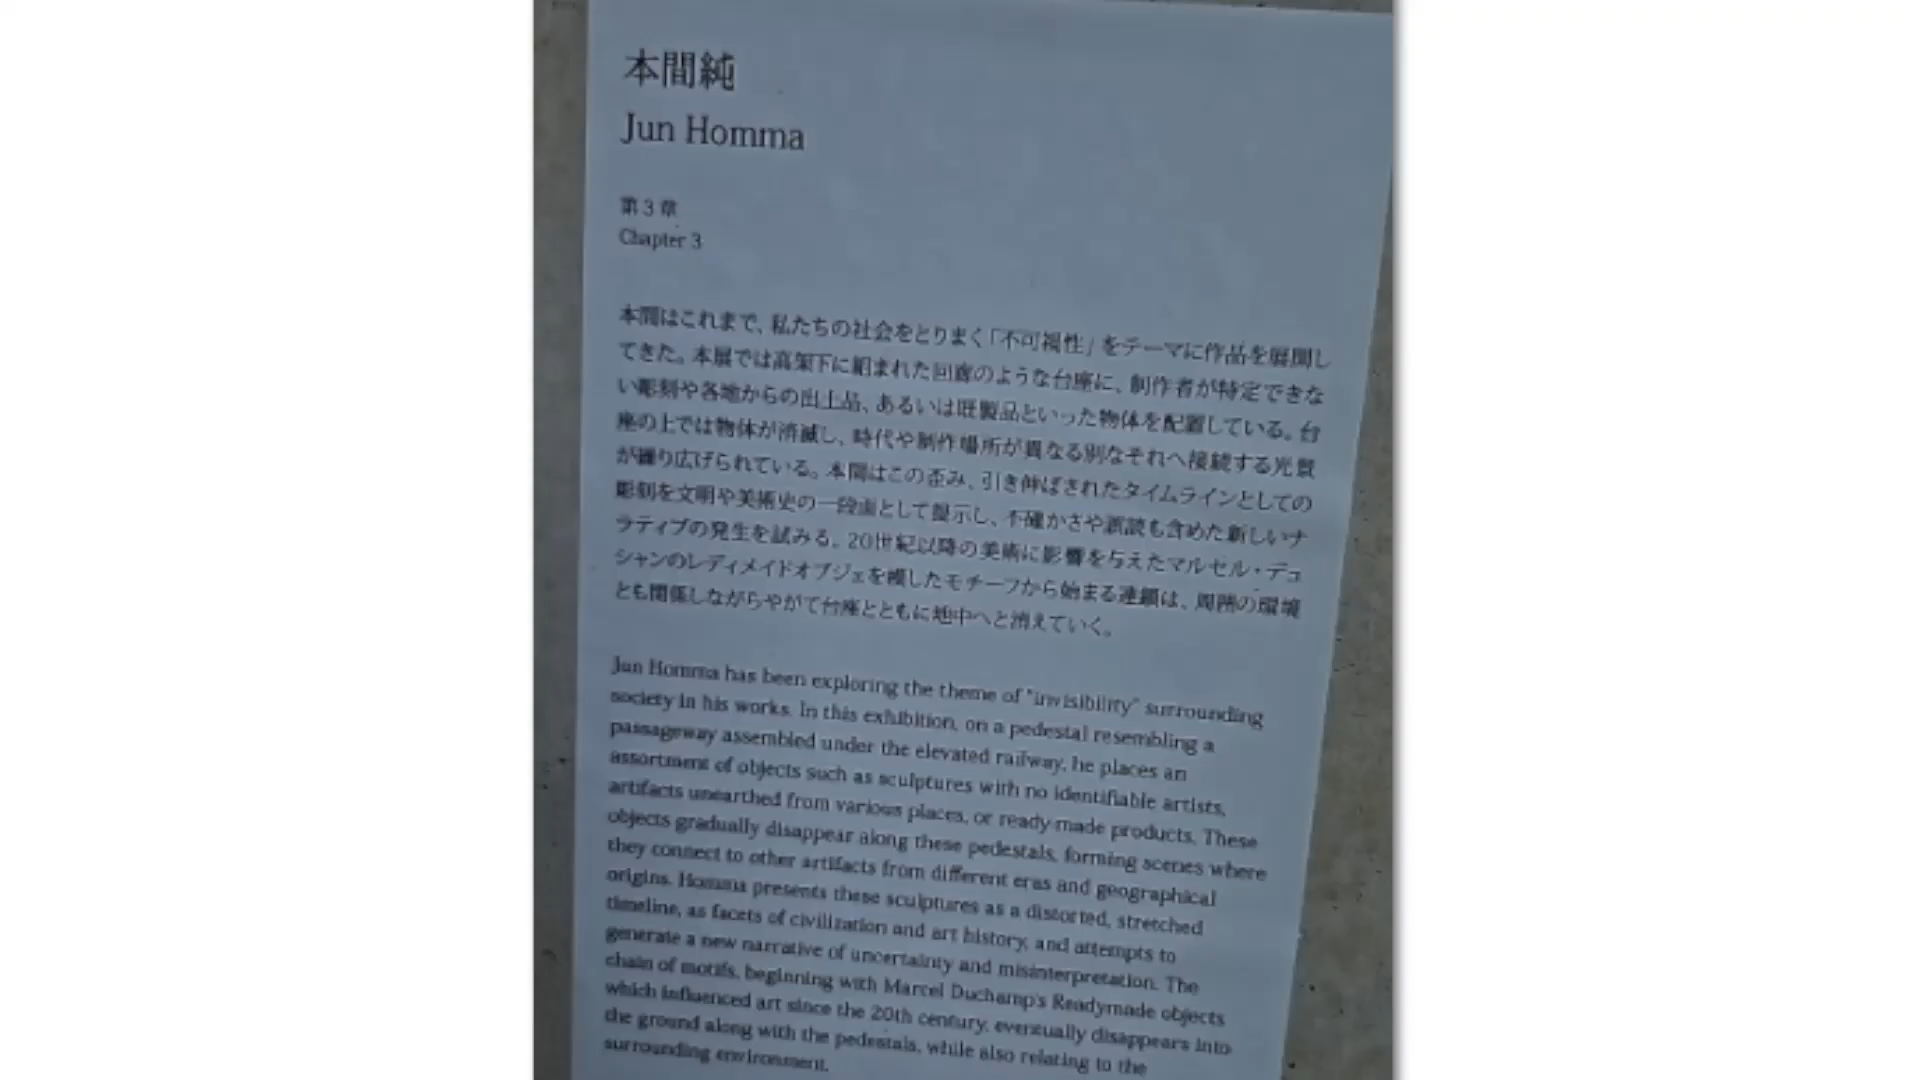 本間純
Jun Homma
第3章
Chapter 3
本間はこれまで、私たちの社会をとりまく「不可視性」をテーマに作品を展開し
てきた。本展では高架下に組まれた回廊のような台座に、制作者が特定できな
い彫刻や各地からの出土品、あるいは既製品といった物体を配置している。台
座の上では物体が消滅し、時代や制作場所が異なる別なそれへ接続する光景
が繰り広げられている。本間はこの歪み、引き伸ばされたタイムラインとしての
彫刻を文明や美術史の一段面として提示し、不確かさや誤読も含めた新しいナ
ラティブの発生を試みる。20世紀以降の美術に影響を与えたマルセル・デュ
シャンのレディメイドオブジェを模したモチーフから始まる連鎖は、周囲の環境
とも関係しながらやがて台座とともに地中へと消えていく。
Jun Homma has been exploring the theme of "invisibility" surrounding
society in his works. In this exhibition, on a pedestal resembling a
passageway assembled under the elevated railway, he places an
assortment of objects such as sculptures with no identifiable artists,
artifacts unearthed from various places, or ready-made products. These
objects gradually disappear along these pedestals, forming scenes where
they connect to other artifacts from different eras and geographical
origins. Homma presents these sculptures as a distorted, stretched
timeline, as facets of civilization and art history, and attempts to
generate a new narrative of uncertainty and misinterpretation. The
chain of motifs, beginning with Marcel Duchamp's Readymade objects
which influenced art since the 20th century, eventually disappears into
the ground along with the pedestals, while also relating to the
surrounding environment.